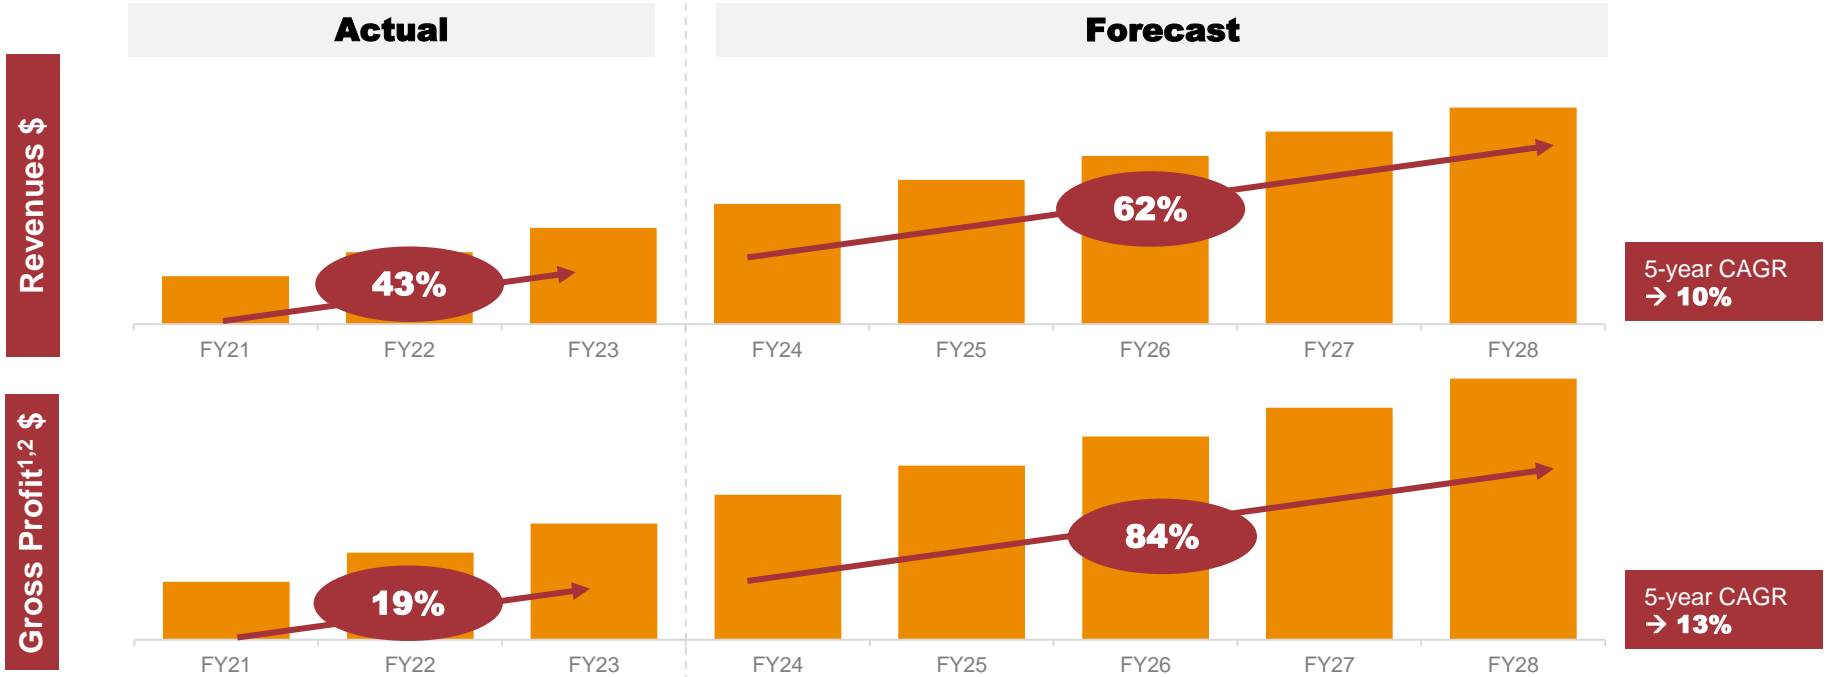 Actual
Forecast
Revenues $
43%
62%
5-year CAGR
→ 10%
FY21
FY22
FY23
FY24
FY25
FY26
FY27
FY28
Gross Profit¹,² $
19%
84%
5-year CAGR
→ 13%
FY21
FY22
FY23
FY24
FY25
FY26
FY27
FY28